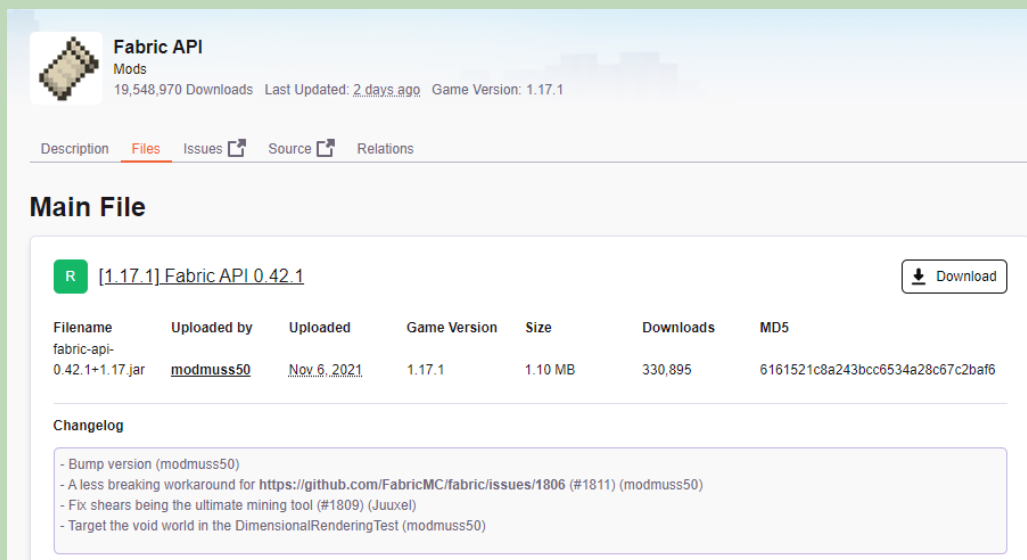 Fabric API
Mods
19,548,970 Downloads Last Updated: 2 days ago Game Version: 1.17.1
Description Files Issues Source Relations
Main File
R [1.17.1] Fabric API 0.42.1 Download
Filename Uploaded by Uploaded Game Version Size Downloads MD5
fabric-api-
0.42.1+1.17.jar modmuss50 Nov 6, 2021 1.17.1 1.10 MB 330,895 6161521c8a243bcc6534a28c67c2baf6
Changelog
- Bump version (modmuss50)
- A less breaking workaround for https://github.com/FabricMC/fabric/issues/1806 (#1811) (modmuss50)
- Fix shears being the ultimate mining tool (#1809) (Juuxel)
- Target the void world in the DimensionalRenderingTest (modmuss50)